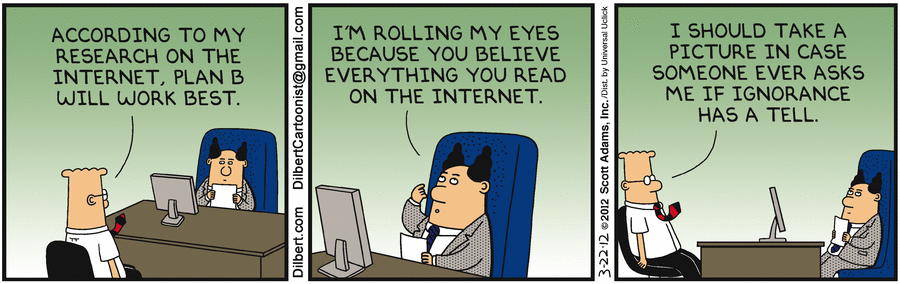 ACCORDING TO MY
RESEARCH ON THE
INTERNET, PLAN B
WILL WORK BEST.
Dilbert.com DilbertCartoonist@gmail.com
I'M ROLLING MY EYES
BECAUSE YOU BELIEVE
EVERYTHING YOU READ
ON THE INTERNET.
3-22-12 © 2012 Scott Adams, Inc. /Dist. by Universal Uclick
I SHOULD TAKE A
PICTURE IN CASE
SOMEONE EVER ASKS
ME IF IGNORANCE
HAS A TELL.